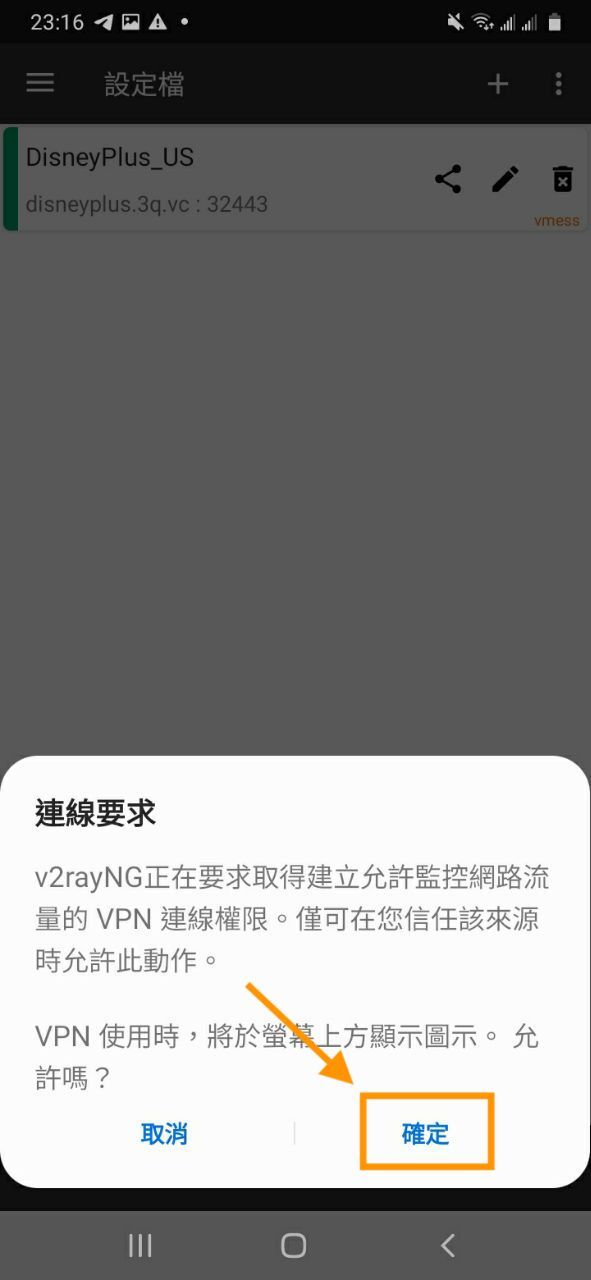 23:16
設定檔
DisneyPlus_US
disneyplus.3q.vc : 32443
vmess
連線要求
v2rayNG正在要求取得建立允許監控網路流
量的 VPN 連線權限。僅可在您信任該來源
時允許此動作。
VPN 使用時，將於螢幕上方顯示圖示。 允
許嗎？
取消
確定